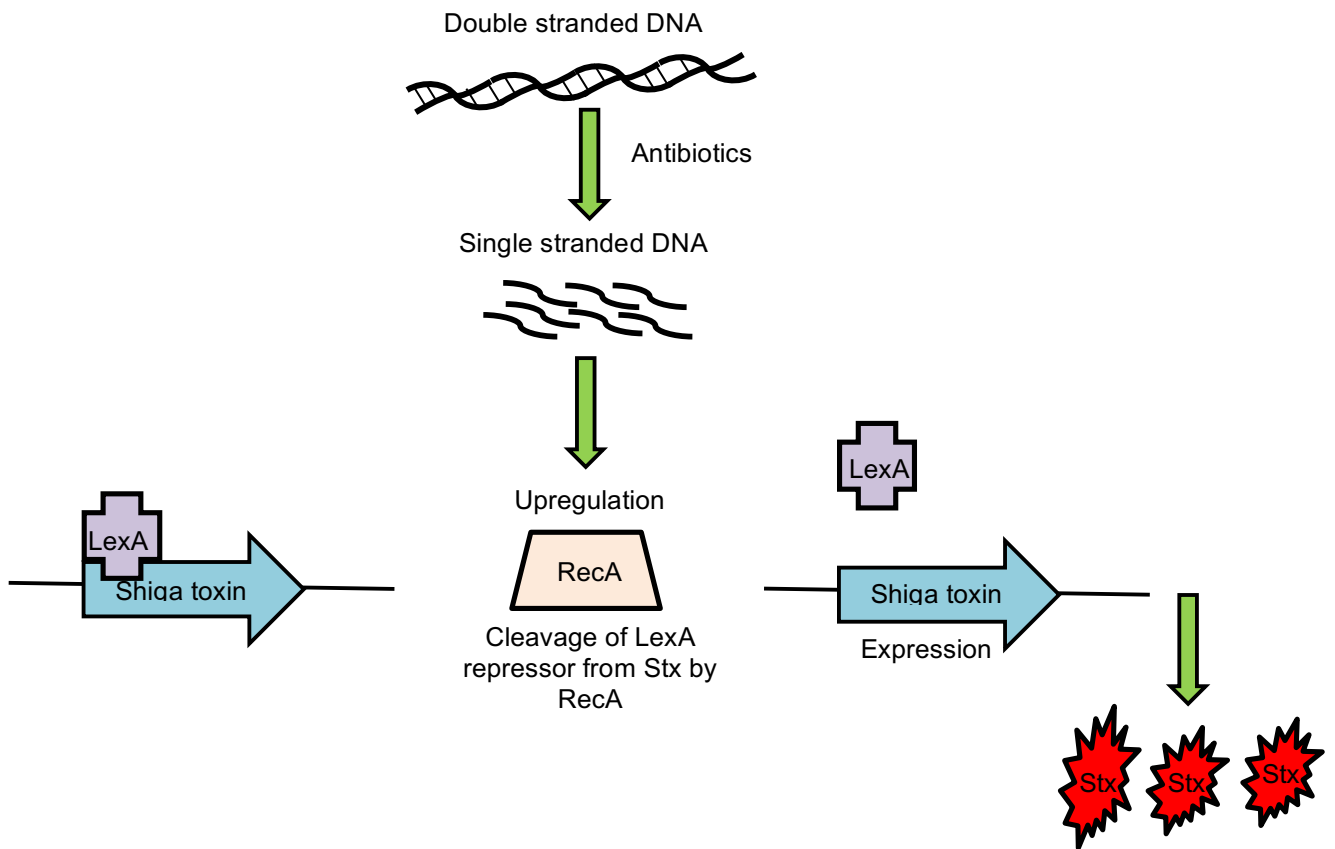 Double stranded DNA
Antibiotics
Single stranded DNA
Upregulation
RecA
Cleavage of LexA
repressor from Stx by
RecA
LexA
Shiga toxin
LexA
Shiga toxin
Expression
Stx
Stx
Stx